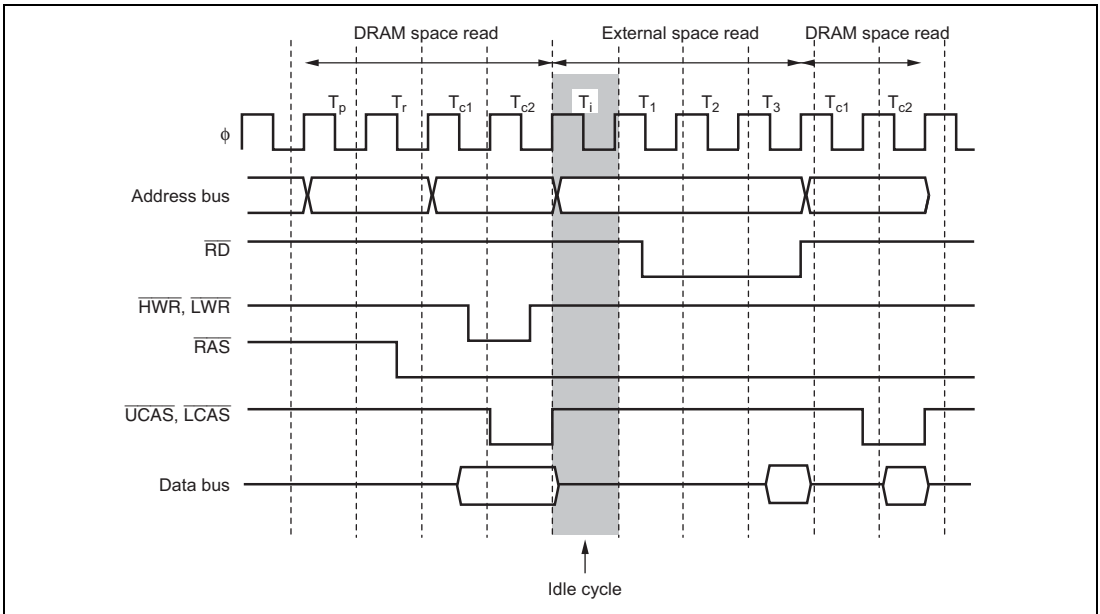 DRAM space read External space read DRAM space read
Tp Tr Tc1 Tc2 Ti T1 T2 T3 Tc1 Tc2
ϕ
Address bus
RD
HWR, LWR
RAS
UCAS, LCAS
Data bus
Idle cycle